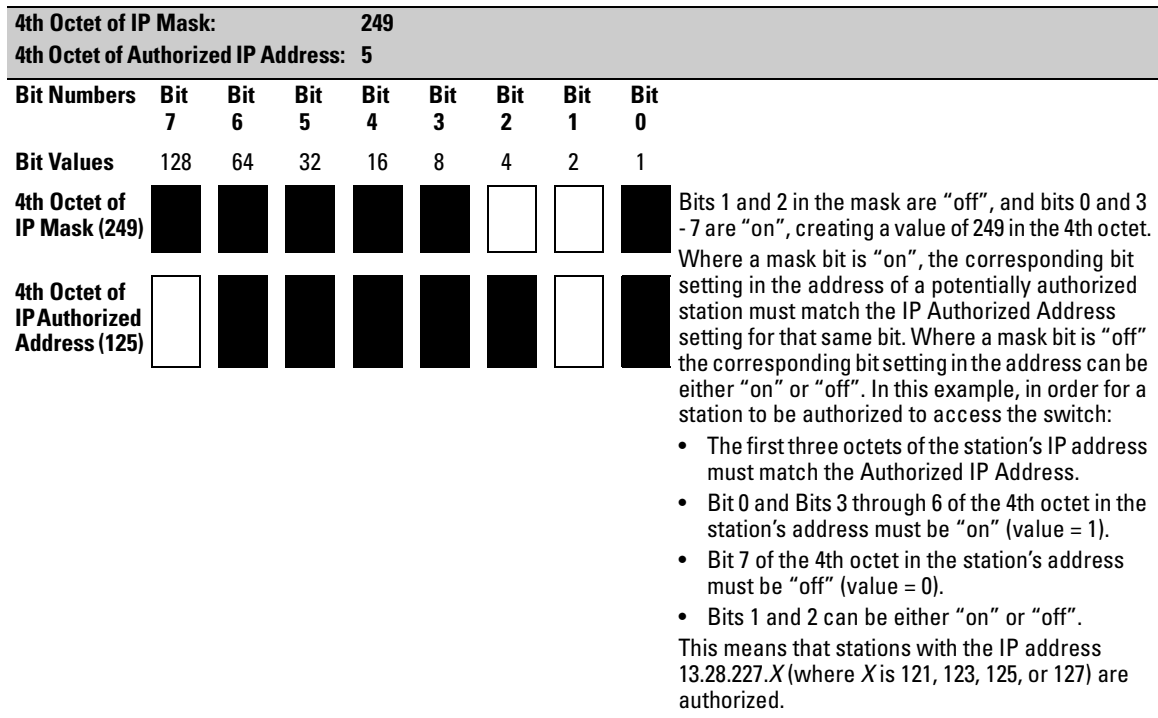 4th Octet of IP Mask: 249
4th Octet of Authorized IP Address: 5
Bit Numbers Bit Bit Bit Bit Bit Bit Bit Bit
7 6 5 4 3 2 1 0
Bit Values 128 64 32 16 8 4 2 1
4th Octet of
IP Mask (249)
4th Octet of
IP Authorized
Address (125)
Bits 1 and 2 in the mask are “off”, and bits 0 and 3
- 7 are “on”, creating a value of 249 in the 4th octet.
Where a mask bit is “on”, the corresponding bit
setting in the address of a potentially authorized
station must match the IP Authorized Address
setting for that same bit. Where a mask bit is “off”
the corresponding bit setting in the address can be
either “on” or “off”. In this example, in order for a
station to be authorized to access the switch:
• The first three octets of the station’s IP address
must match the Authorized IP Address.
• Bit 0 and Bits 3 through 6 of the 4th octet in the
station’s address must be “on” (value = 1).
• Bit 7 of the 4th octet in the station’s address
must be “off” (value = 0).
• Bits 1 and 2 can be either “on” or “off”.
This means that stations with the IP address
13.28.227.X (where X is 121, 123, 125, or 127) are
authorized.